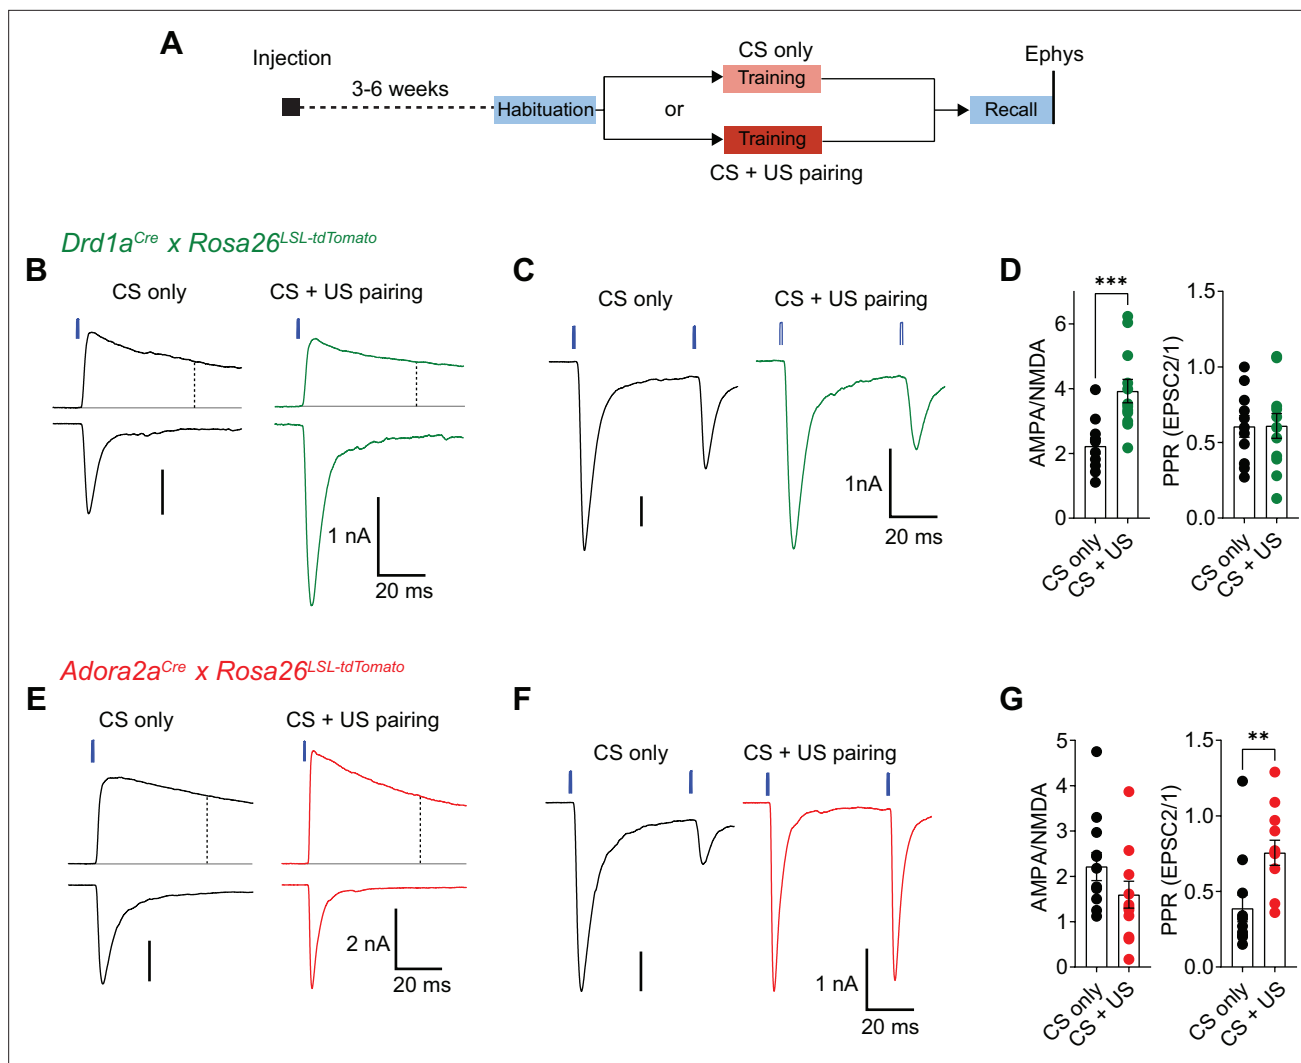 A
Injection
3-6 weeks
Habituation
or
CS only
Training
Training
CS + US pairing
Recall
Ephys
Drd1aCre x Rosa26LSL-tdTomato
B
CS only
CS + US pairing
1 nA
20 ms
C
CS only
CS + US pairing
1nA
20 ms
D
***
AMPA/NMDA
6
4
2
0
CS only
CS + US
PPR (EPSC2/1)
1.5
1.0
0.5
0.0
CS only
CS + US
Adora2aCre x Rosa26LSL-tdTomato
E
CS only
CS + US pairing
2 nA
20 ms
F
CS only
CS + US pairing
1 nA
20 ms
G
AMPA/NMDA
5
4
3
2
1
0
CS only
CS + US
**
PPR (EPSC2/1)
1.5
1.0
0.5
0.0
CS only
CS + US